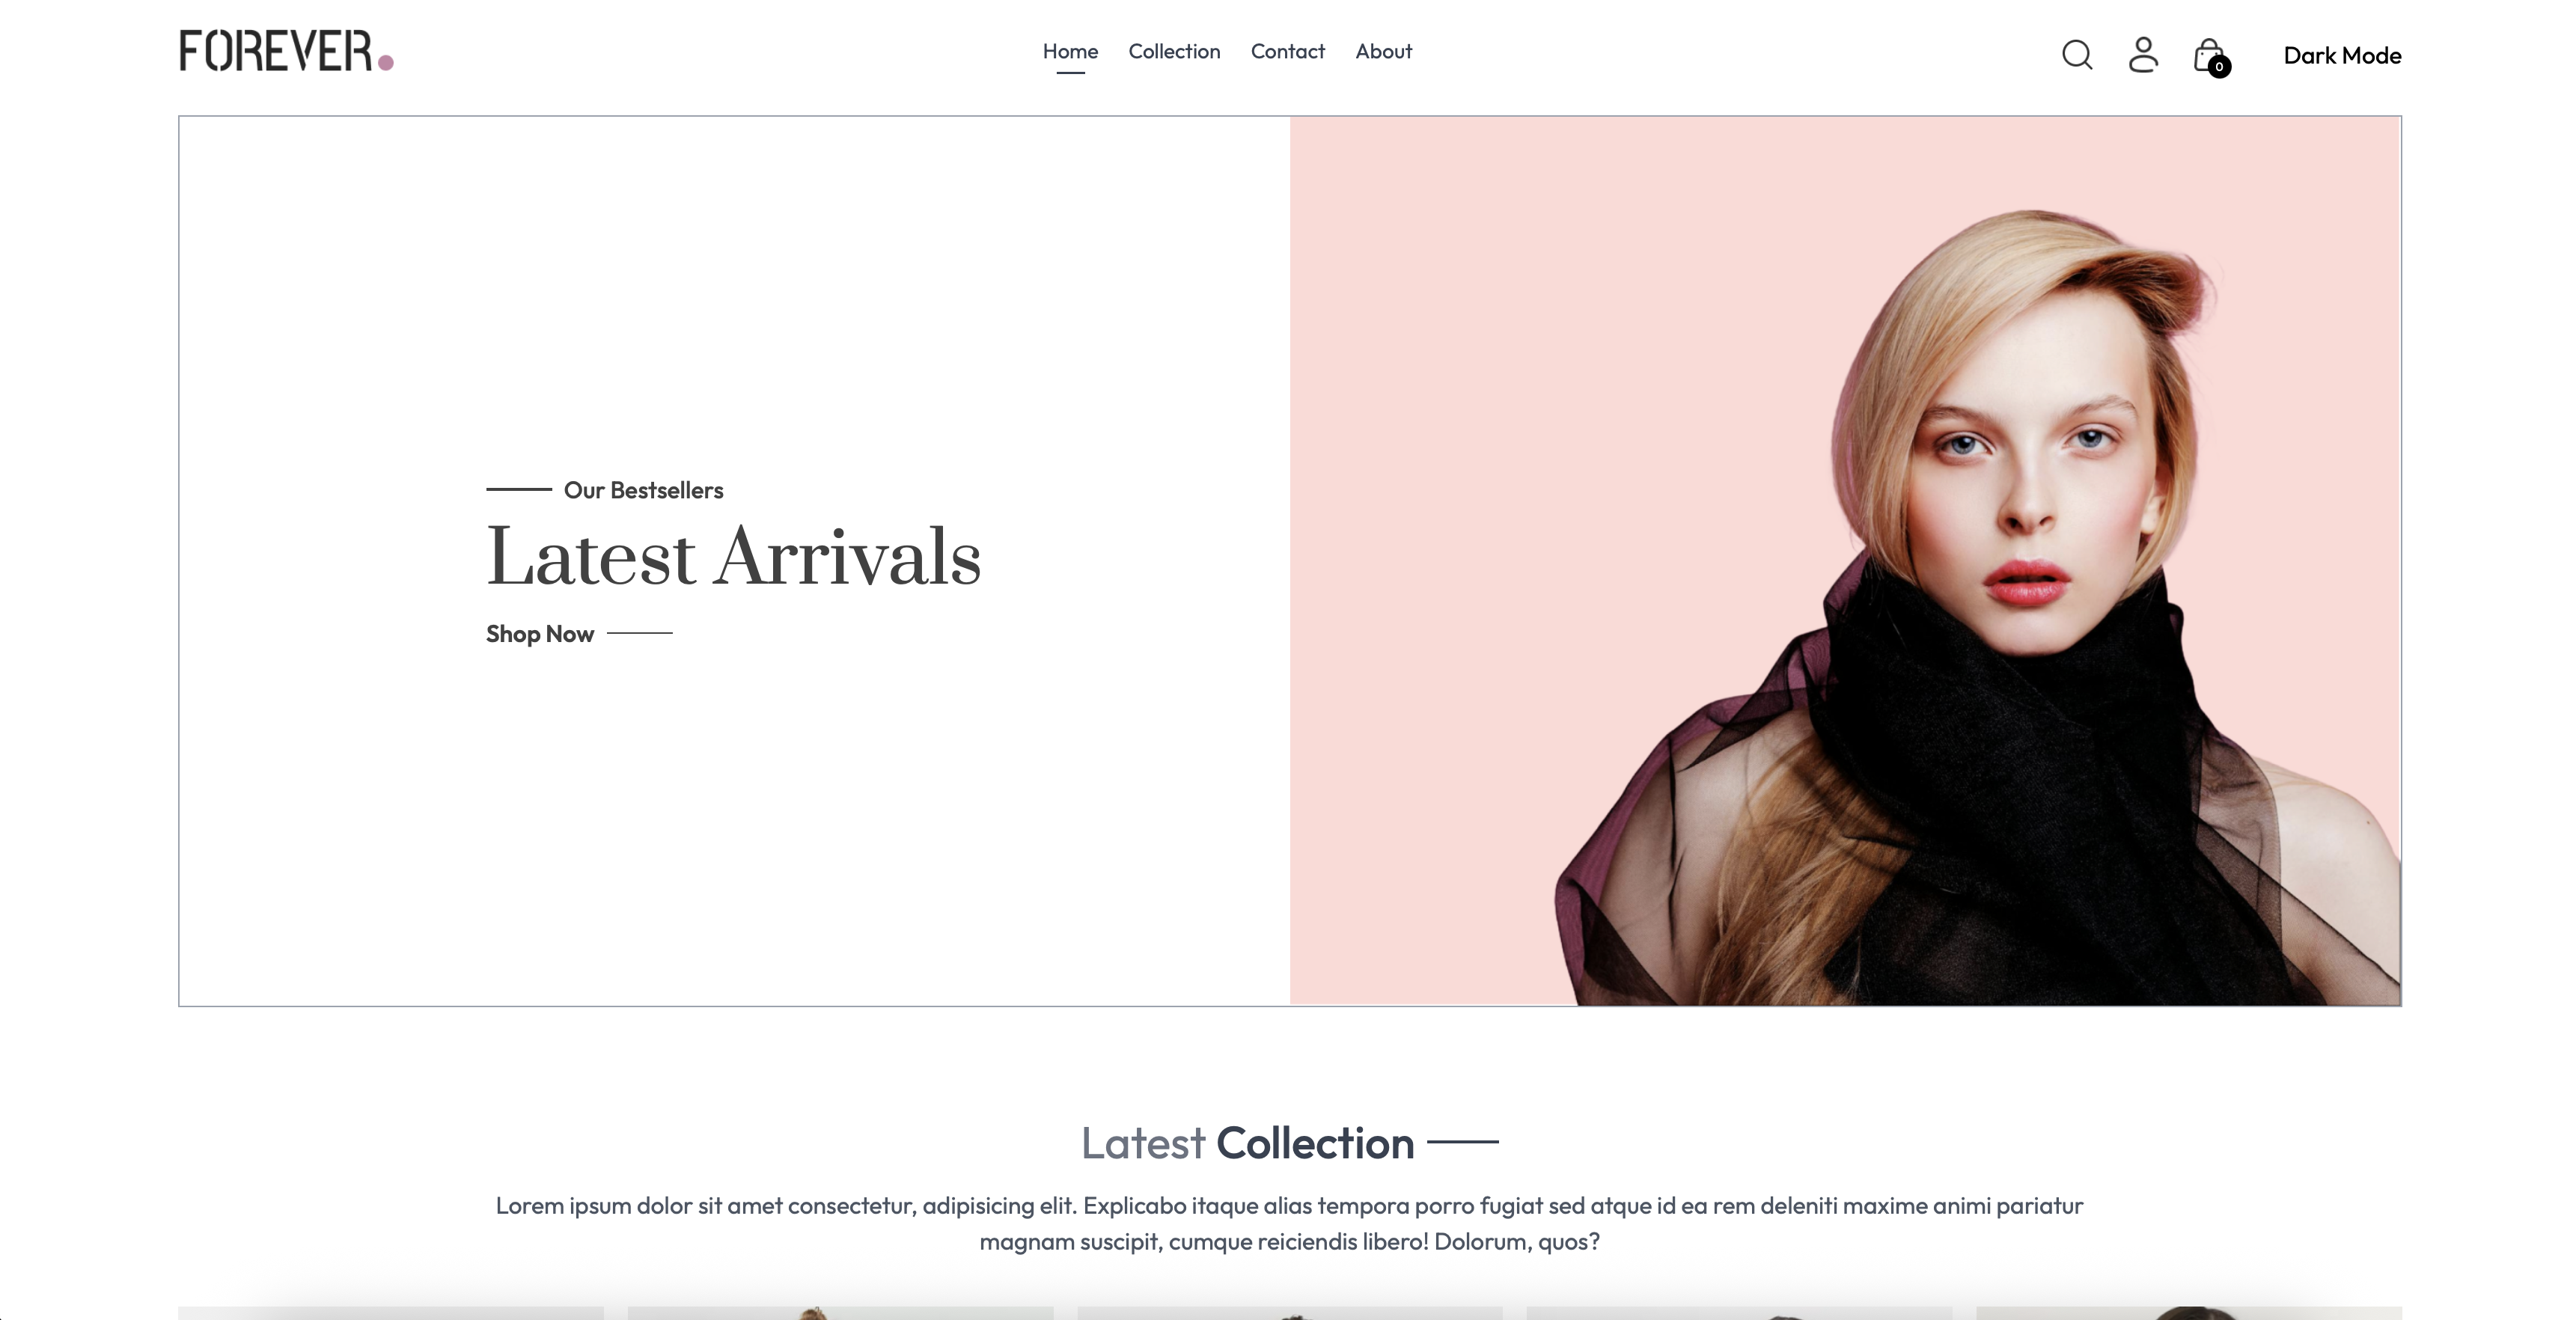 FOREVER.
Home Collection Contact About
0
Dark Mode
Our Bestsellers
Latest Arrivals
Shop Now
Latest Collection
Lorem ipsum dolor sit amet consectetur, adipisicing elit. Explicabo itaque alias tempora porro fugiat sed atque id ea rem deleniti maxime animi pariatur
magnam suscipit, cumque reiciendis libero! Dolorum, quos?